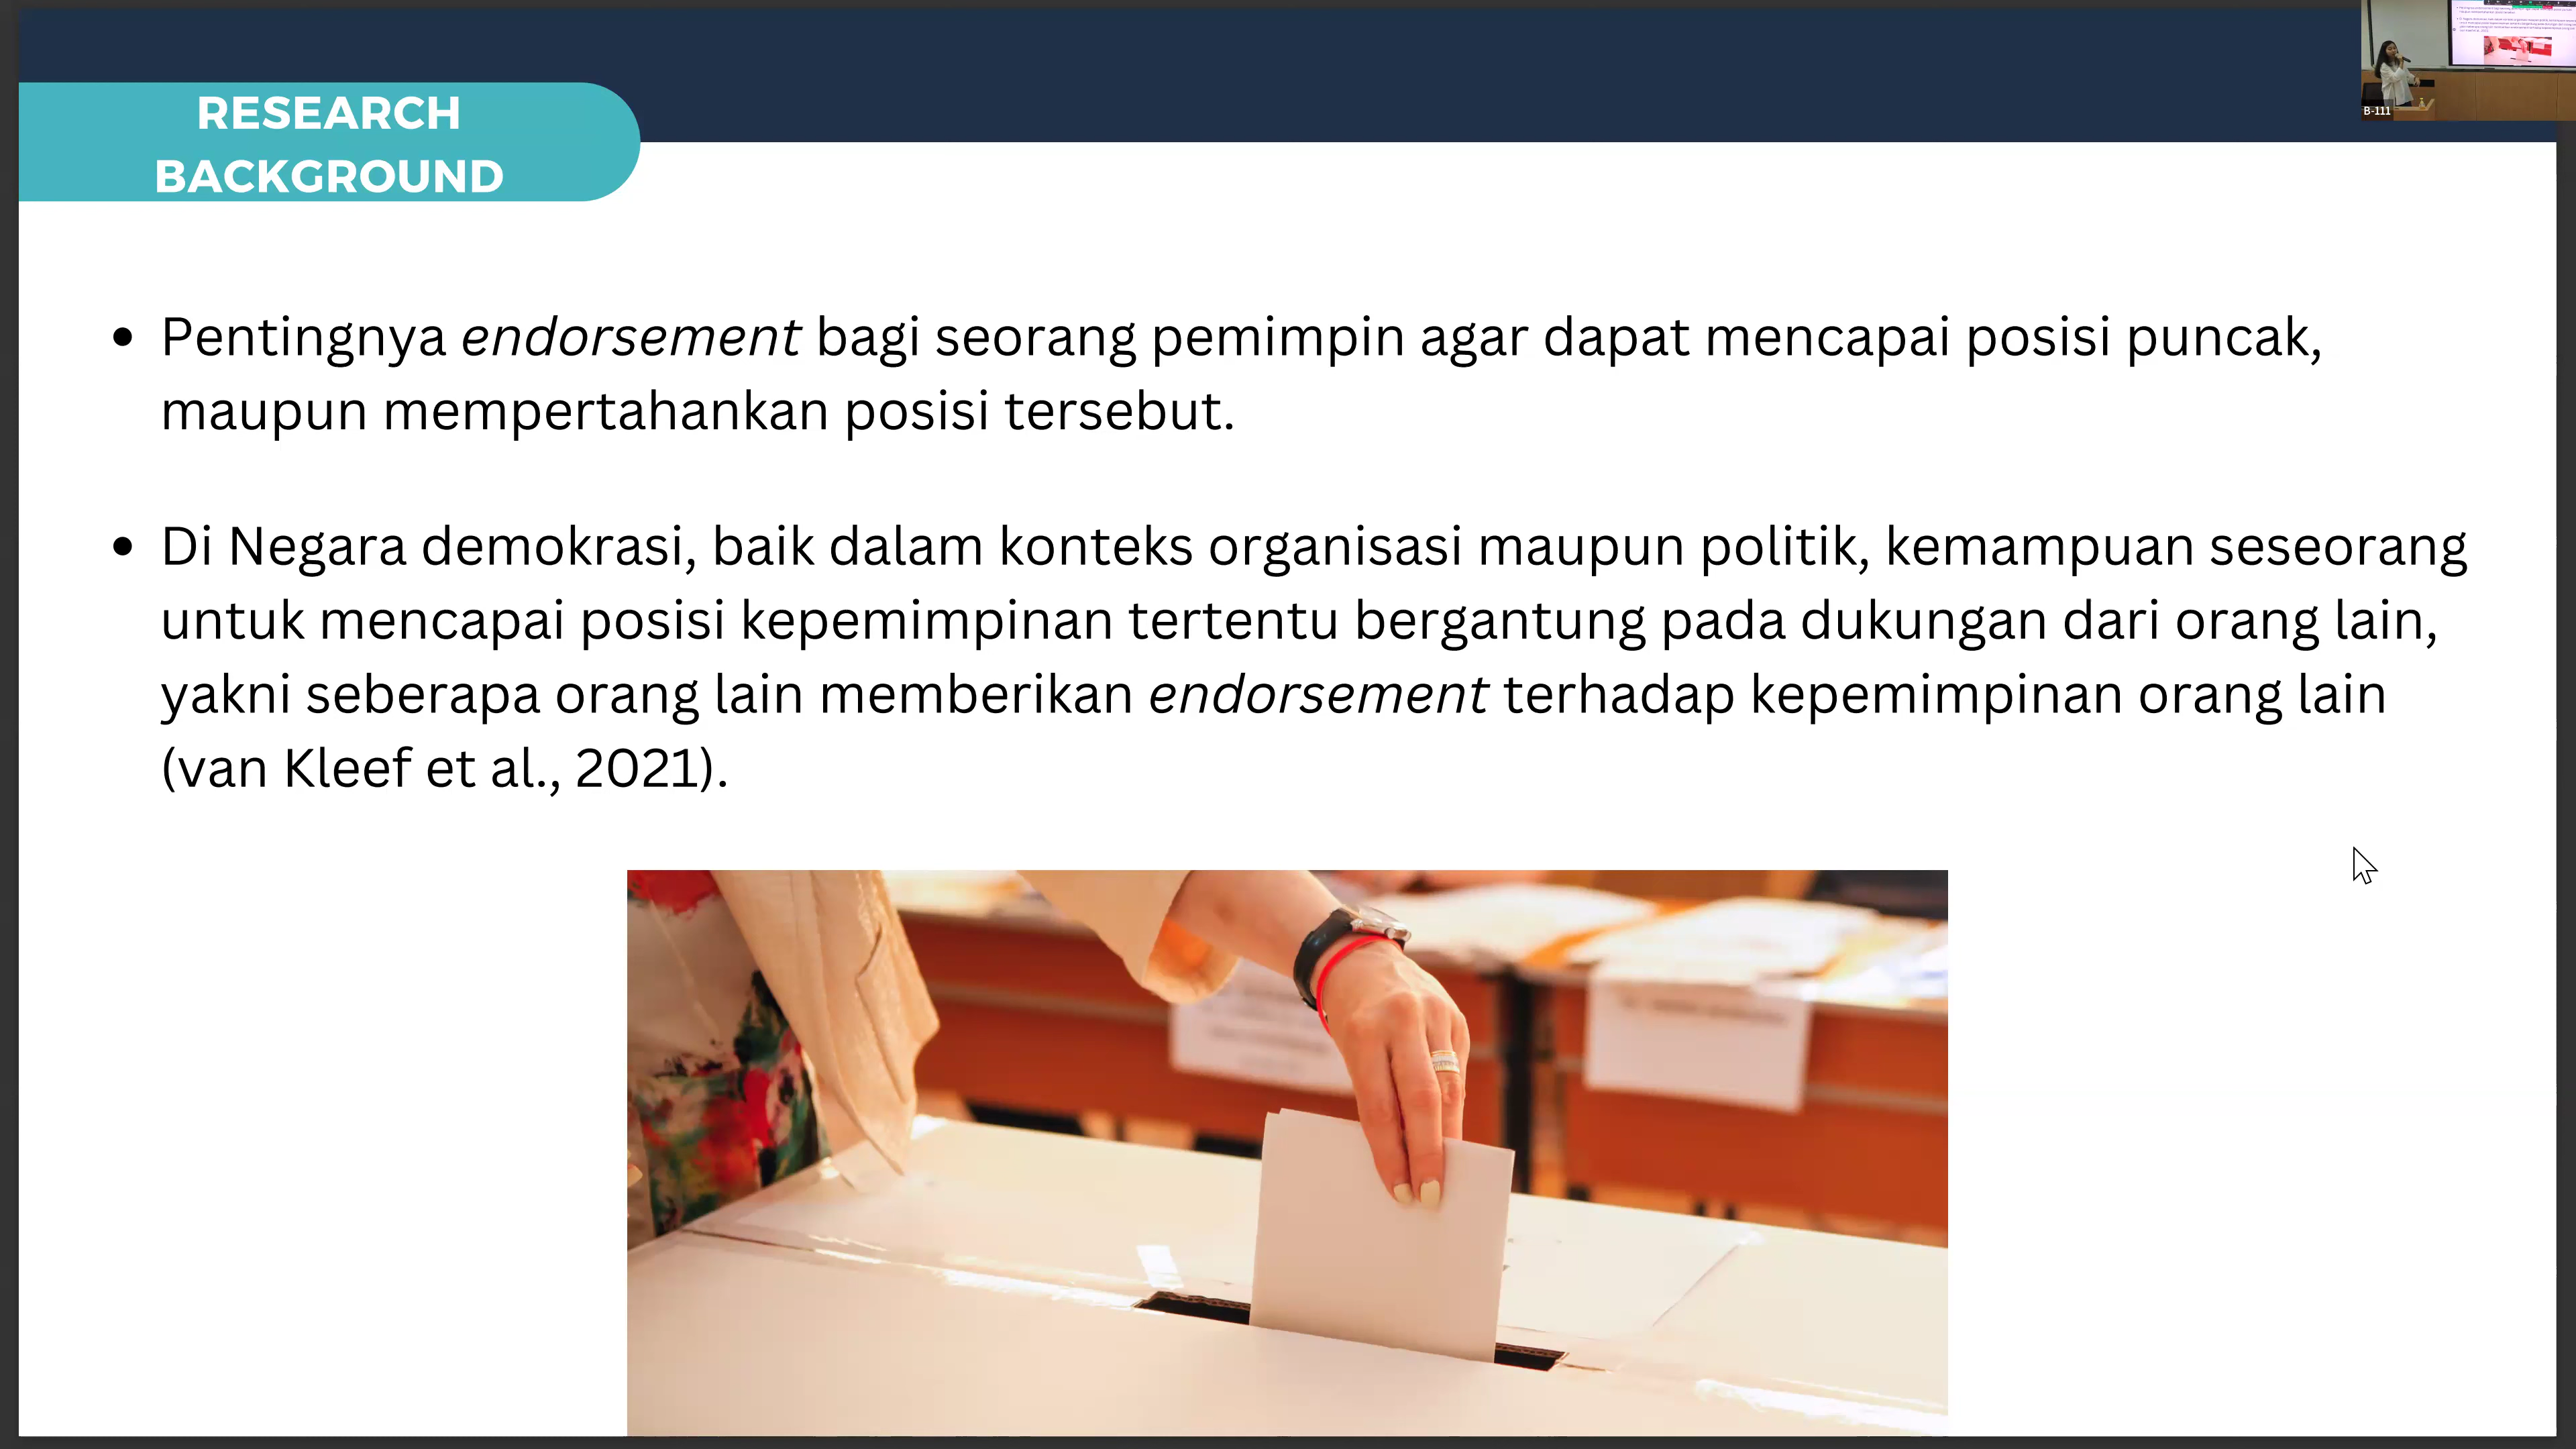 RESEARCH
BACKGROUND
B-111
• Pentingnya endorsement bagi seorang pemimpin agar dapat mencapai posisi puncak,
maupun mempertahankan posisi tersebut.
• Di Negara demokrasi, baik dalam konteks organisasi maupun politik, kemampuan seseorang
untuk mencapai posisi kepemimpinan tertentu bergantung pada dukungan dari orang lain,
yakni seberapa orang lain memberikan endorsement terhadap kepemimpinan orang lain
(van Kleef et al., 2021).